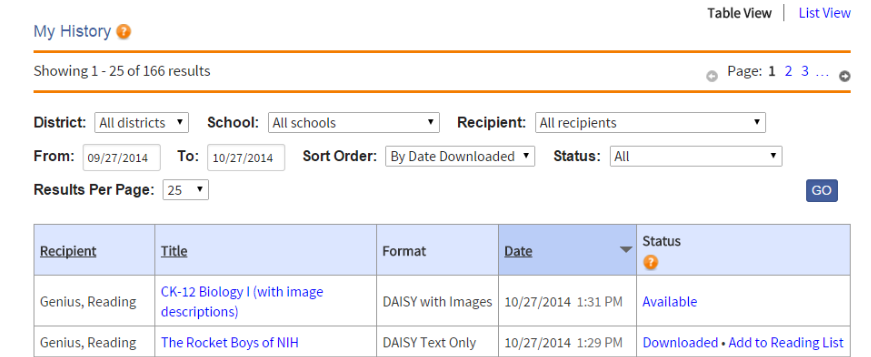 Table View | List View
My History ?
Showing 1 - 25 of 166 results Page: 1 2 3 ...
District: All districts School: All schools Recipient: All recipients
From: 09/27/2014 To: 10/27/2014 Sort Order: By Date Downloaded Status: All
Results Per Page: 25 GO
Recipient Title Format Date Status ?
Genius, Reading CK-12 Biology I (with image DAISY with Images 10/27/2014 1:31 PM Available
descriptions)
Genius, Reading The Rocket Boys of NIH DAISY Text Only 10/27/2014 1:29 PM Downloaded • Add to Reading List